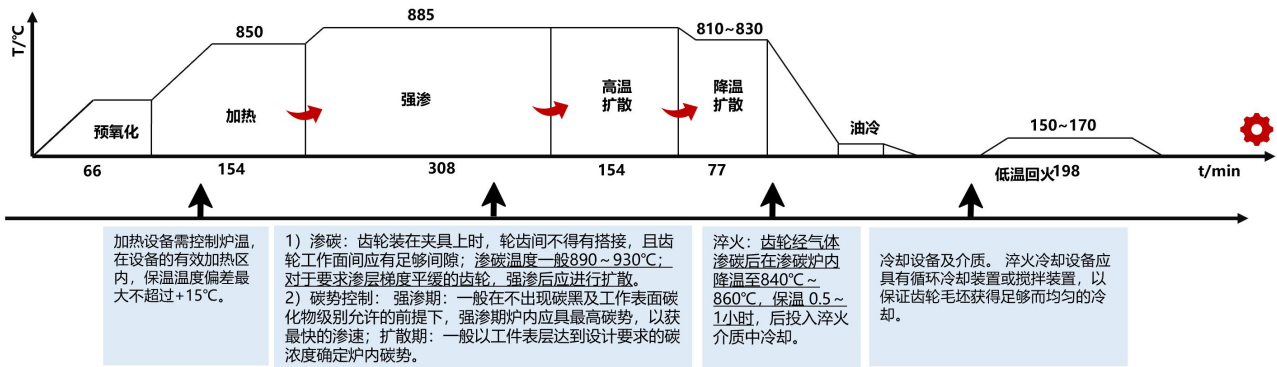 T/℃
850
885
810~830
预氧化
加热
强渗
高温
扩散
降温
扩散
油冷
150~170
66
154
308
154
77
低温回火198
t/min
加热设备需控制炉温，
在设备的有效加热区
内，保温温度偏差最
大不超过+15℃。
1）渗碳：齿轮装在夹具上时，轮齿间不得有搭接，且齿
轮工作面间应有足够间隙；渗碳温度一般890～930℃；
对于要求渗层梯度平缓的齿轮，强渗后应进行扩散。
2）碳势控制： 强渗期：一般在不出现碳黑及工作表面碳
化物级别允许的前提下，强渗期炉内应具最高碳势，以获
最快的渗速；扩散期：一般以工件表层达到设计要求的碳
浓度确定炉内碳势。
淬火：齿轮经气体
渗碳后在渗碳炉内
降温至840℃～
860℃，保温 0.5～
1小时，后投入淬火
介质中冷却。
冷却设备及介质。 淬火冷却设备应
具有循环冷却装置或搅拌装置，以
保证齿轮毛坯获得足够而均匀的冷
却。